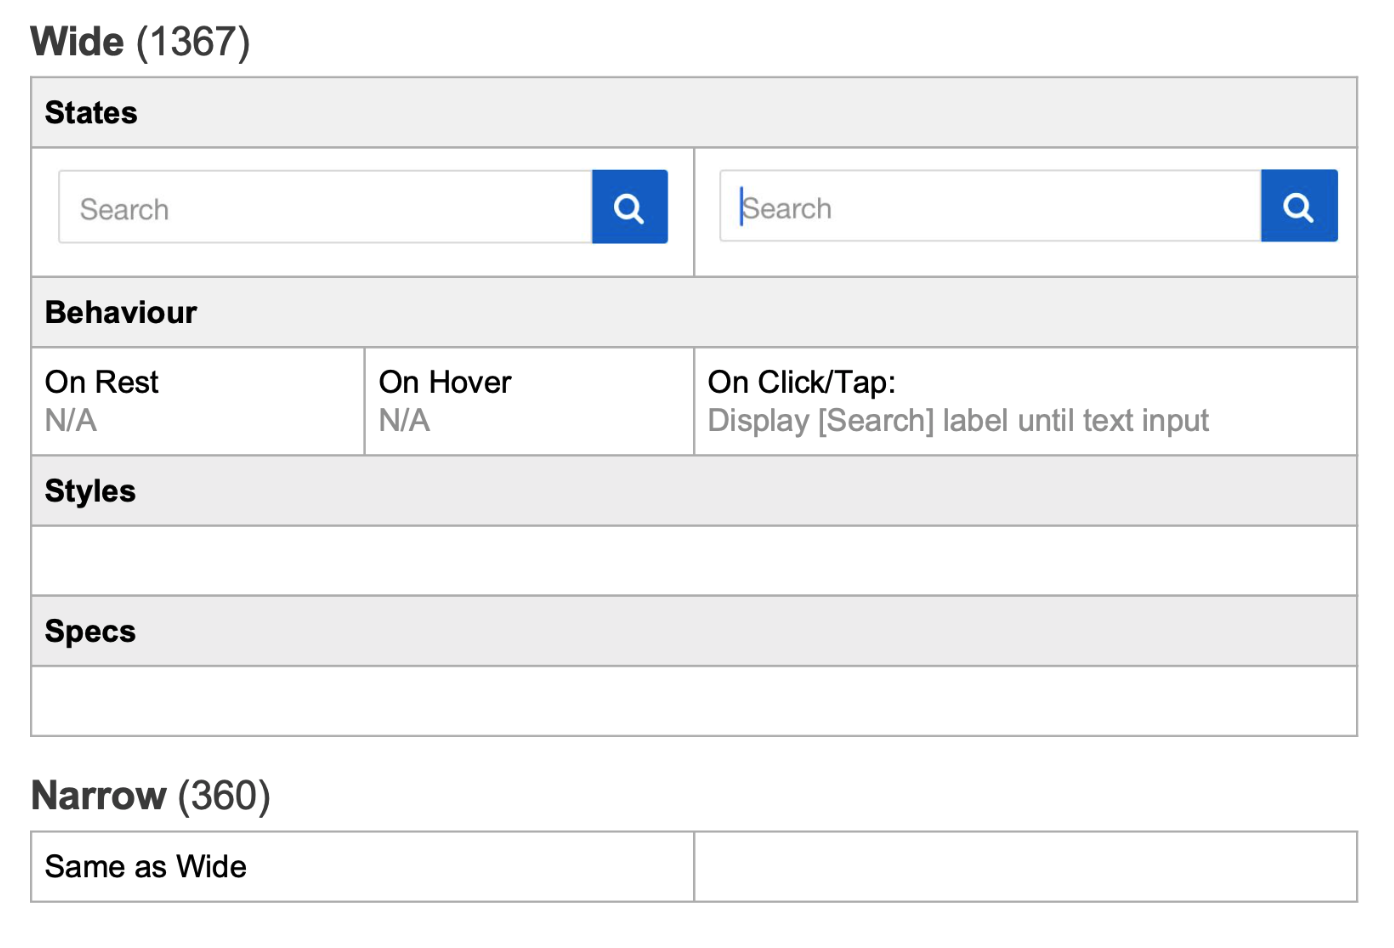 Wide (1367)
States
Search
Search
Behaviour
On Rest
N/A
On Hover
N/A
On Click/Tap:
Display [Search] label until text input
Styles
Specs
Narrow (360)
Same as Wide